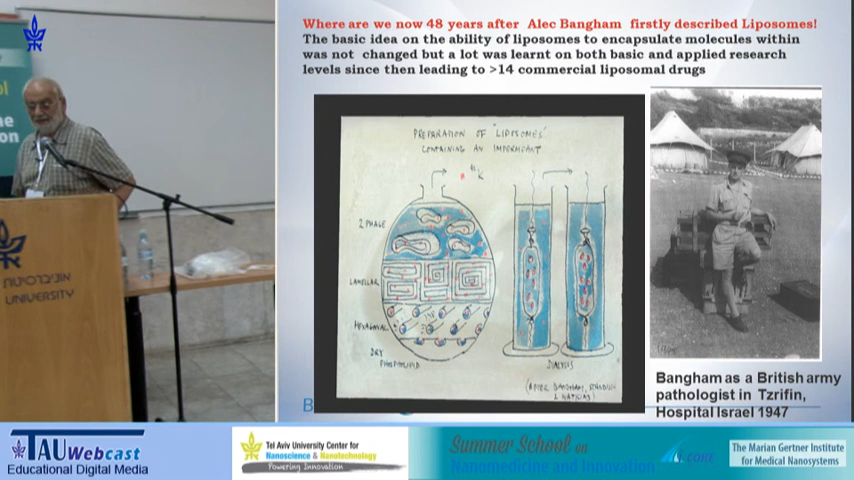 Where are we now 48 years after Alec Bangham firstly described Liposomes!
The basic idea on the ability of liposomes to encapsulate molecules within
was not changed but a lot was learnt on both basic and applied research
levels since then leading to >14 commercial liposomal drugs
PREPARATION OF "LIPOSOMES"
CONTAINING AN IMPERMEANT
2 PHASE
LAMELLAR
HEXAGONAL
DRY
PHOSPHOLIPID
DIALYSIS
(AFTER BANGHAM, STANDISH
& WATKINS)
Bangham as a British army
pathologist in Tzrifin,
Hospital Israel 1947
B
אוניברסיטת
UNIVERSITY
TAU Webcast
Educational Digital Media
Tel Aviv University Center for
Nanoscience & Nanotechnology
Powering Innovation
Summer School on
Nanomedicine and Innovation
I-CORE
The Marian Gertner Institute
for Medical Nanosystems